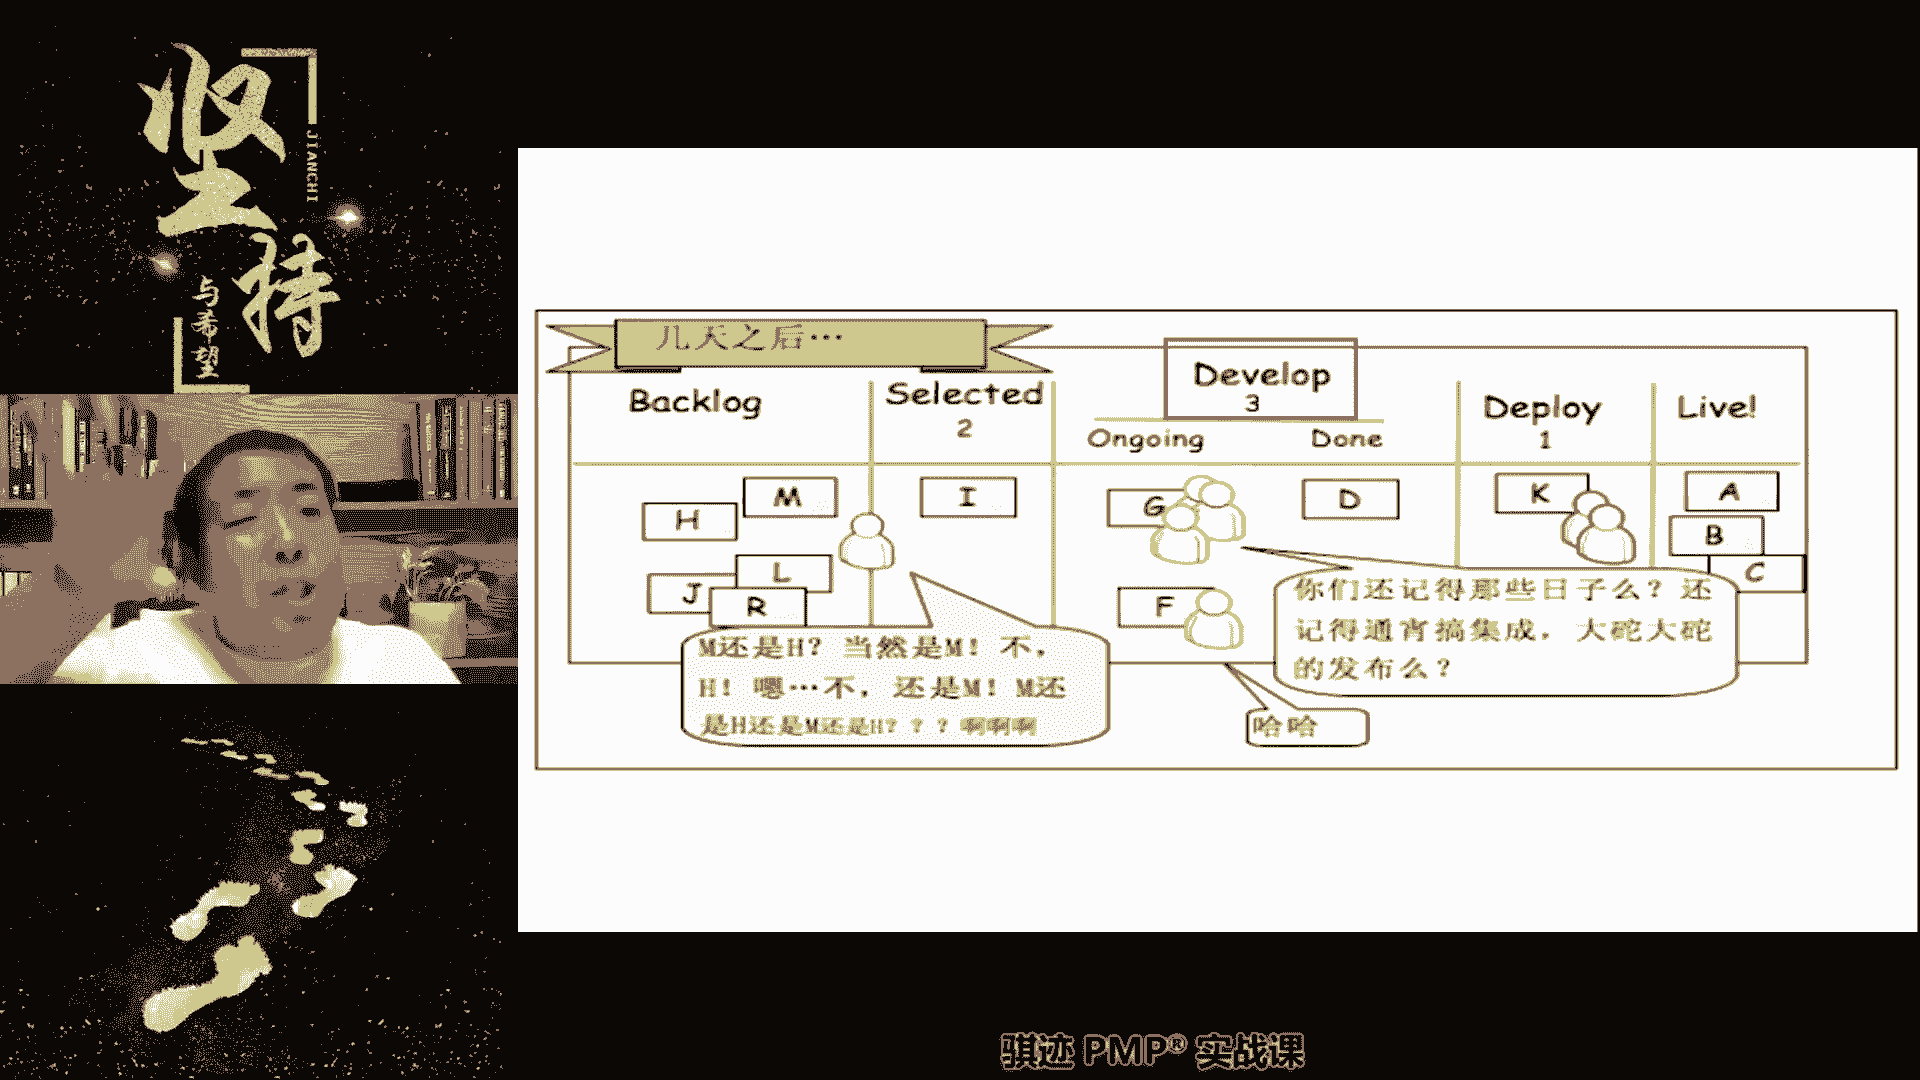 坚持
JIANCHI
与希望
几天之后…
Backlog
Selected
2
Develop
3
Ongoing
Done
Deploy
1
Live!
M
H
L
J
R
I
G
D
F
K
A
B
C
M还是H？当然是M！不，
H！嗯…不，还是M！M还
是H还是M还是H？？？啊啊啊
你们还记得那些日子么？还
记得通宵搞集成，大砣大砣
的发布么？
哈哈
骐迹 PMP® 实战课